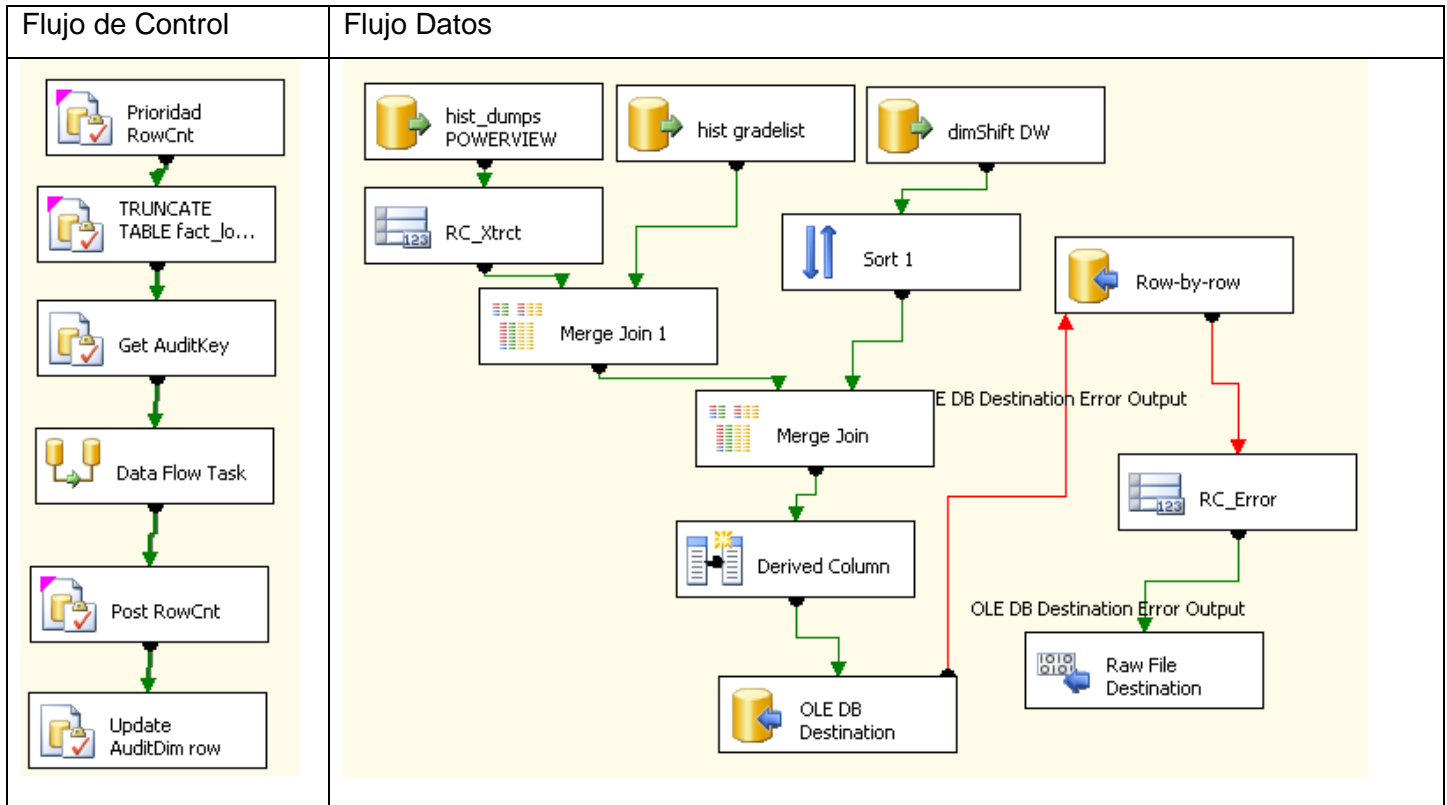 Flujo de Control
Flujo Datos
Prioridad
RowCnt
TRUNCATE
TABLE fact_lo...
Get AuditKey
Data Flow Task
Post RowCnt
Update
AuditDim row
hist_dumps
POWERVIEW
hist gradelist
dimShift DW
RC_Xtrct
Sort 1
Row-by-row
Merge Join 1
E DB Destination Error Output
Merge Join
RC_Error
Derived Column
OLE DB Destination Error Output
Raw File
Destination
OLE DB
Destination